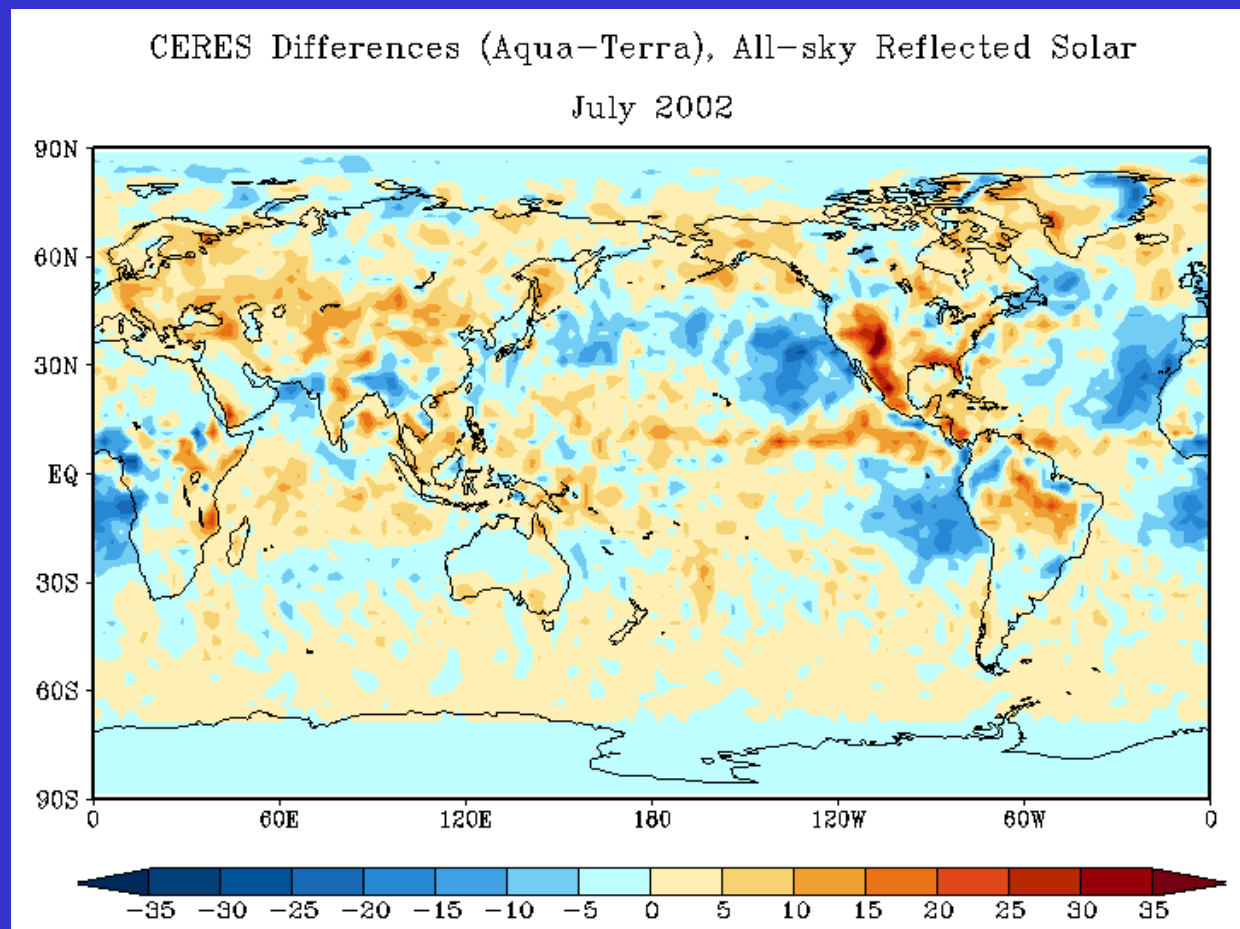 CERES Differences (Aqua-Terra), All-sky Reflected Solar
July 2002
90N
60N
30N
EQ
30S
60S
90S
0 60E 120E 180 120W 60W 0
-35 -30 -25 -20 -15 -10 -5 0 5 10 15 20 25 30 35